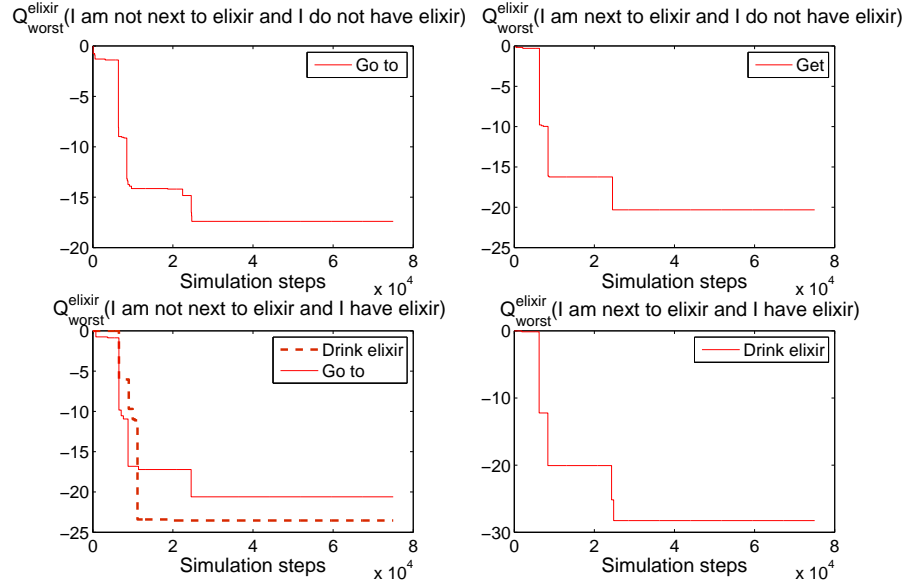 Q^elixir_worst(I am not next to elixir and I do not have elixir)
0
−5
−10
−15
−20
Go to
0 2 4 6 8
Simulation steps
x 10^4
Q^elixir_worst(I am next to elixir and I do not have elixir)
0
−5
−10
−15
−20
−25
Get
0 2 4 6 8
Simulation steps
x 10^4
Q^elixir_worst(I am not next to elixir and I have elixir)
0
−5
−10
−15
−20
−25
Drink elixir
Go to
0 2 4 6 8
Simulation steps
x 10^4
Q^elixir_worst(I am next to elixir and I have elixir)
0
−10
−20
−30
Drink elixir
0 2 4 6 8
Simulation steps
x 10^4